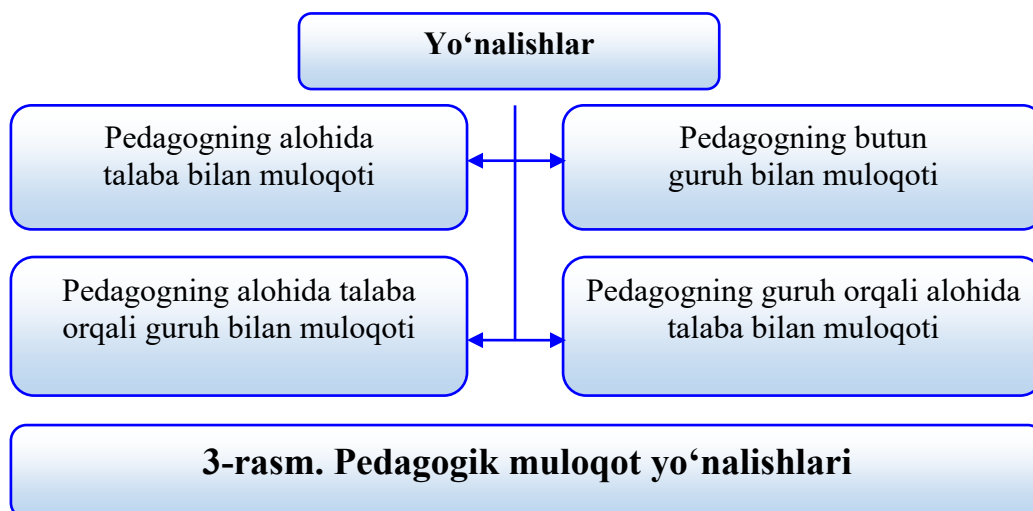 Yo‘nalishlar
Pedagogning alohida
talaba bilan muloqoti
Pedagogning butun
guruh bilan muloqoti
Pedagogning alohida talaba
orqali guruh bilan muloqoti
Pedagogning guruh orqali alohida
talaba bilan muloqoti
3-rasm. Pedagogik muloqot yo‘nalishlari